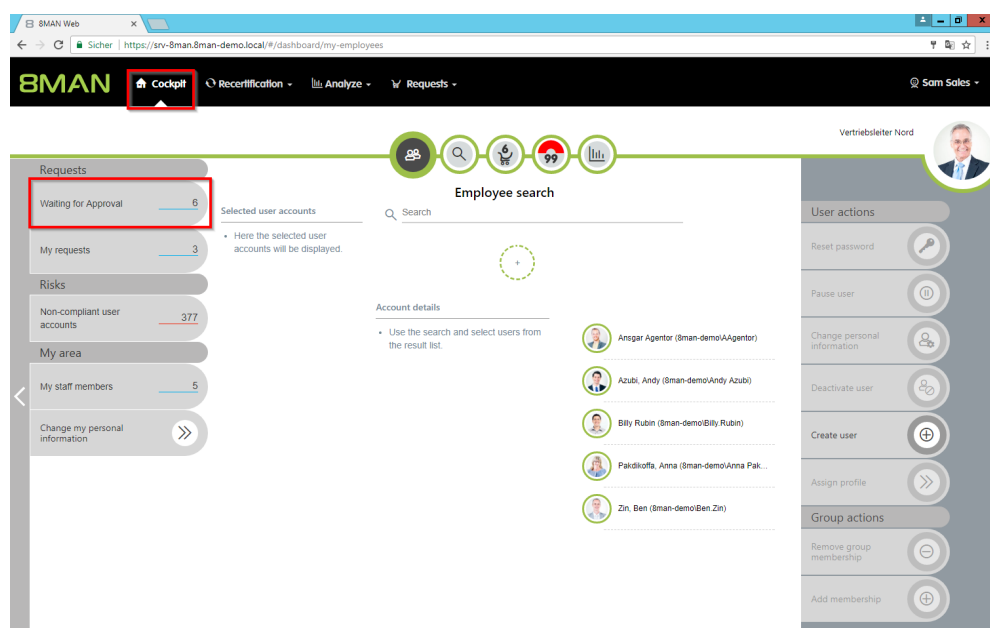 8MAN Web
Sicher | https://srv-8man.8man-demo.local/#/dashboard/my-employees
8MAN
Cockpit
Recertification
Analyze
Requests
Sam Sales
Vertriebsleiter Nord
6
99
Requests
Waiting for Approval 6
My requests 3
Risks
Non-compliant user
accounts 377
My area
My staff members 5
Change my personal
information
Employee search
Selected user accounts
• Here the selected user
accounts will be displayed.
Search
+
Account details
• Use the search and select users from
the result list.
Ansgar Agentor (8man-demo\AAgentor)
Azubi, Andy (8man-demo\Andy Azubi)
Billy Rubin (8man-demo\Billy.Rubin)
Pakdikoffa, Anna (8man-demo\Anna Pak...
Zin, Ben (8man-demo\Ben.Zin)
User actions
Reset password
Pause user
Change personal
information
Deactivate user
Create user
Assign profile
Group actions
Remove group
membership
Add membership